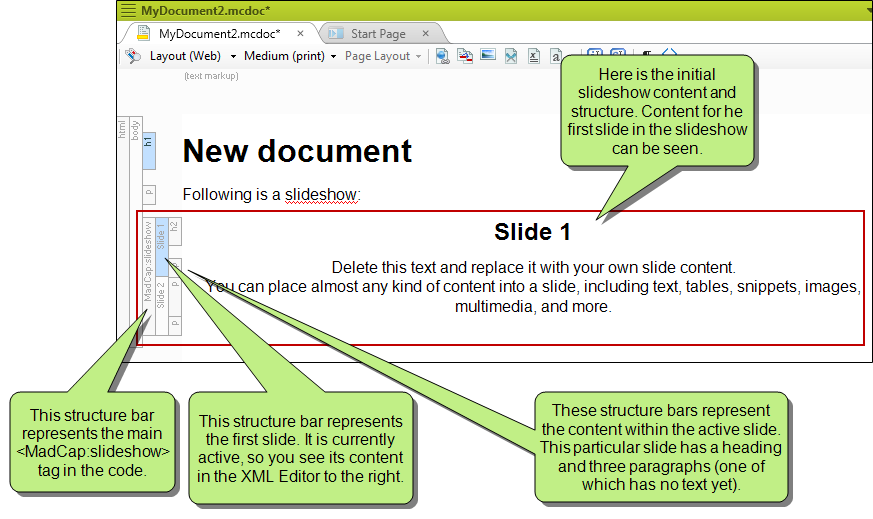 MyDocument2.mcdoc*
MyDocument2.mcdoc* × Start Page ×
Layout (Web) Medium (print) Page Layout
(text markup)
Here is the initial
slideshow content and
structure. Content for he
first slide in the slideshow
can be seen.
html
body
h1
New document
p
Following is a slideshow:
MadCap:slideshow
Slide 1
h2
Slide 1
p
Delete this text and replace it with your own slide content.
Slide 2
p
You can place almost any kind of content into a slide, including text, tables, snippets, images,
multimedia, and more.
p
This structure bar
represents the main
<MadCap:slideshow>
tag in the code.
This structure bar represents
the first slide. It is currently
active, so you see its content
in the XML Editor to the right.
These structure bars represent
the content within the active slide.
This particular slide has a heading
and three paragraphs (one of
which has no text yet).